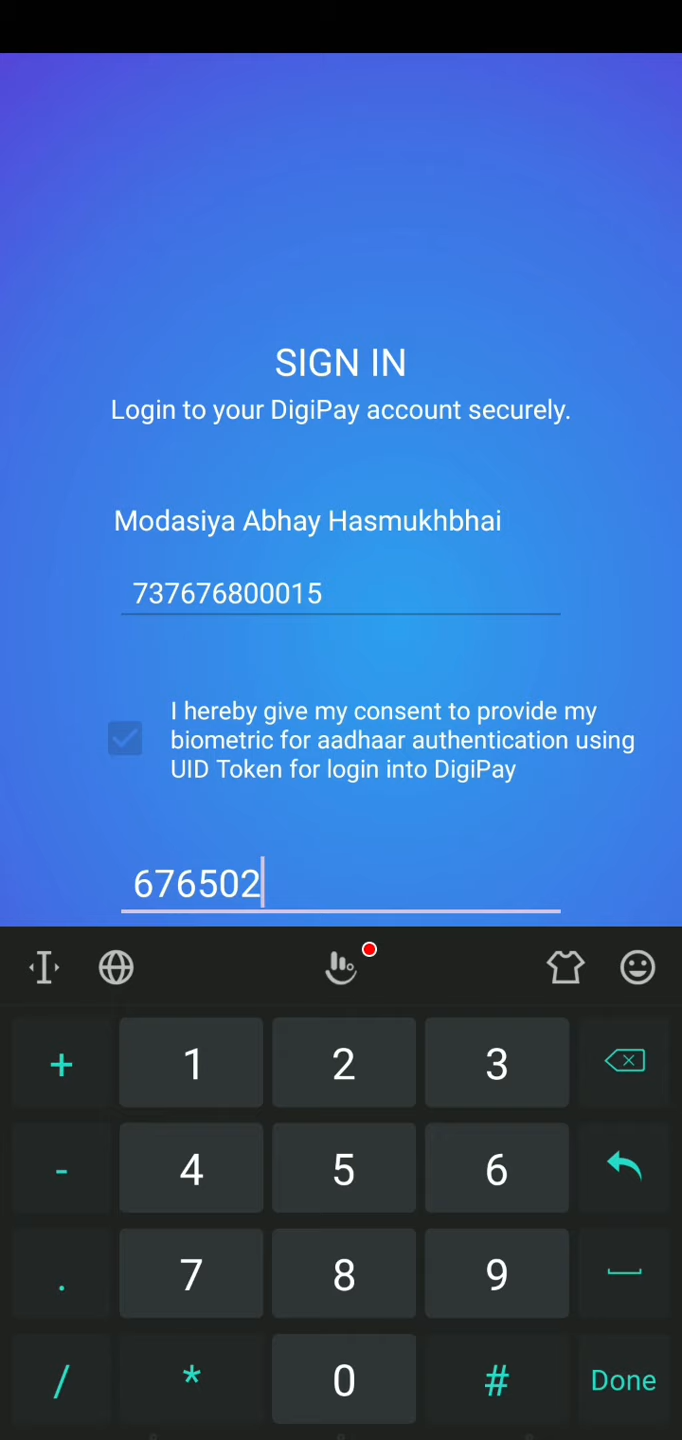 SIGN IN
Login to your DigiPay account securely.
Modasiya Abhay Hasmukhbhai
737676800015
I hereby give my consent to provide my
biometric for aadhaar authentication using
UID Token for login into DigiPay
676502
+ 1 2 3
- 4 5 6
. 7 8 9
/ * 0 # Done